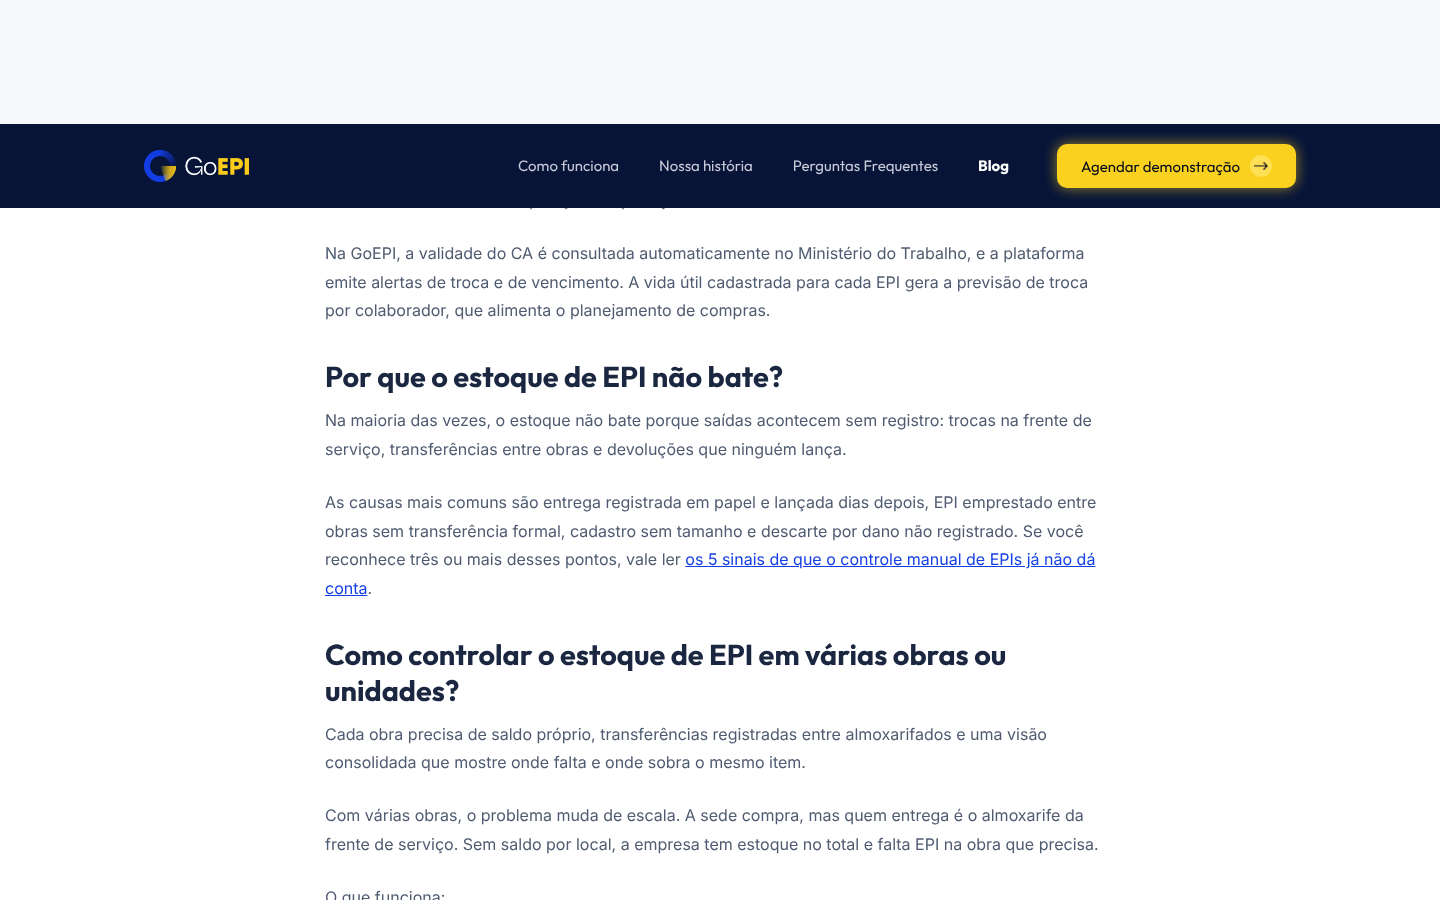 GoEPI
Como funciona
Nossa história
Perguntas Frequentes
Blog
Agendar demonstração
Na GoEPI, a validade do CA é consultada automaticamente no Ministério do Trabalho, e a plataforma
emite alertas de troca e de vencimento. A vida útil cadastrada para cada EPI gera a previsão de troca
por colaborador, que alimenta o planejamento de compras.
Por que o estoque de EPI não bate?
Na maioria das vezes, o estoque não bate porque saídas acontecem sem registro: trocas na frente de
serviço, transferências entre obras e devoluções que ninguém lança.
As causas mais comuns são entrega registrada em papel e lançada dias depois, EPI emprestado entre
obras sem transferência formal, cadastro sem tamanho e descarte por dano não registrado. Se você
reconhece três ou mais desses pontos, vale ler os 5 sinais de que o controle manual de EPIs já não dá
conta.
Como controlar o estoque de EPI em várias obras ou
unidades?
Cada obra precisa de saldo próprio, transferências registradas entre almoxarifados e uma visão
consolidada que mostre onde falta e onde sobra o mesmo item.
Com várias obras, o problema muda de escala. A sede compra, mas quem entrega é o almoxarife da
frente de serviço. Sem saldo por local, a empresa tem estoque no total e falta EPI na obra que precisa.
O que funciona: